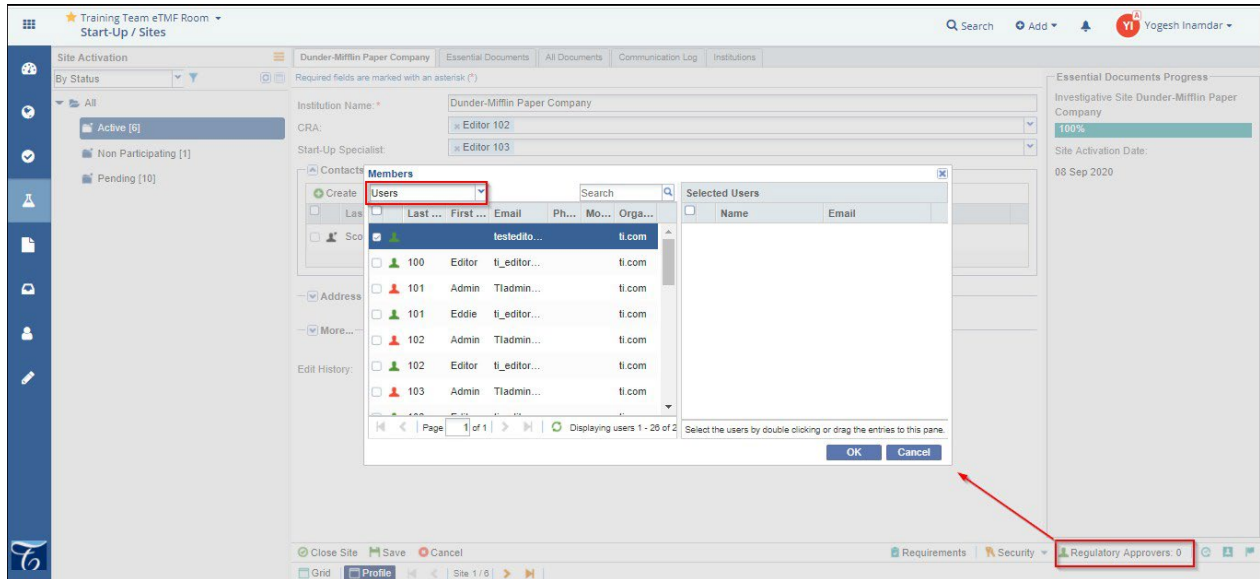 Training Team eTMF Room
Start-Up / Sites
Search
Add
A
YI
Yogesh Inamdar
Site Activation
By Status
All
Active [6]
Non Participating [1]
Pending [10]
Dunder-Mifflin Paper Company
Essential Documents
All Documents
Communication Log
Institutions
Required fields are marked with an asterisk (*)
Institution Name: *
Dunder-Mifflin Paper Company
CRA:
Editor 102
Start-Up Specialist:
Editor 103
Contacts
Create
Las
Sco
Address
More...
Edit History:
Members
Users
Search
Last ... First ... Email Ph... Mo... Orga...
testedito... ti.com
100 Editor ti_editor... ti.com
101 Admin TIadmin... ti.com
101 Eddie ti_editor... ti.com
102 Admin TIadmin... ti.com
102 Editor ti_editor... ti.com
103 Admin TIadmin... ti.com
Page 1 of 1
Displaying users 1 - 26 of 2
Selected Users
Name Email
Select the users by double clicking or drag the entries to this pane.
OK
Cancel
Essential Documents Progress
Investigative Site Dunder-Mifflin Paper
Company
100%
Site Activation Date:
08 Sep 2020
Close Site Save Cancel
Requirements
Security
Regulatory Approvers: 0
Grid Profile Site 1 / 6